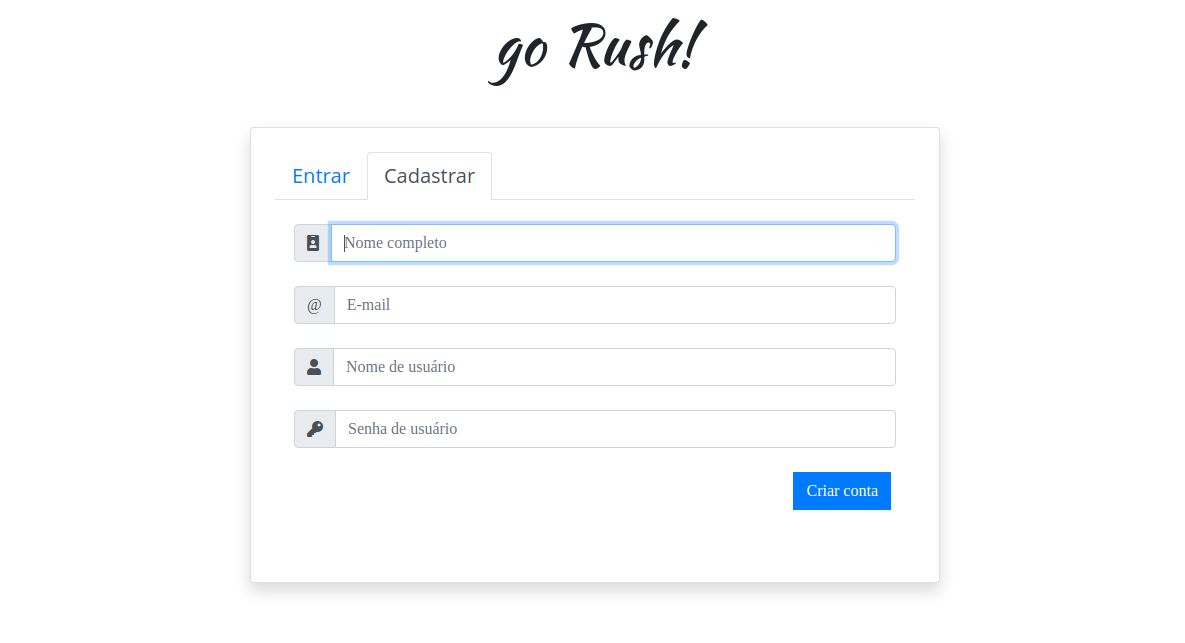 go Rush!
Entrar
Cadastrar
Nome completo
@
E-mail
Nome de usuário
Senha de usuário
Criar conta